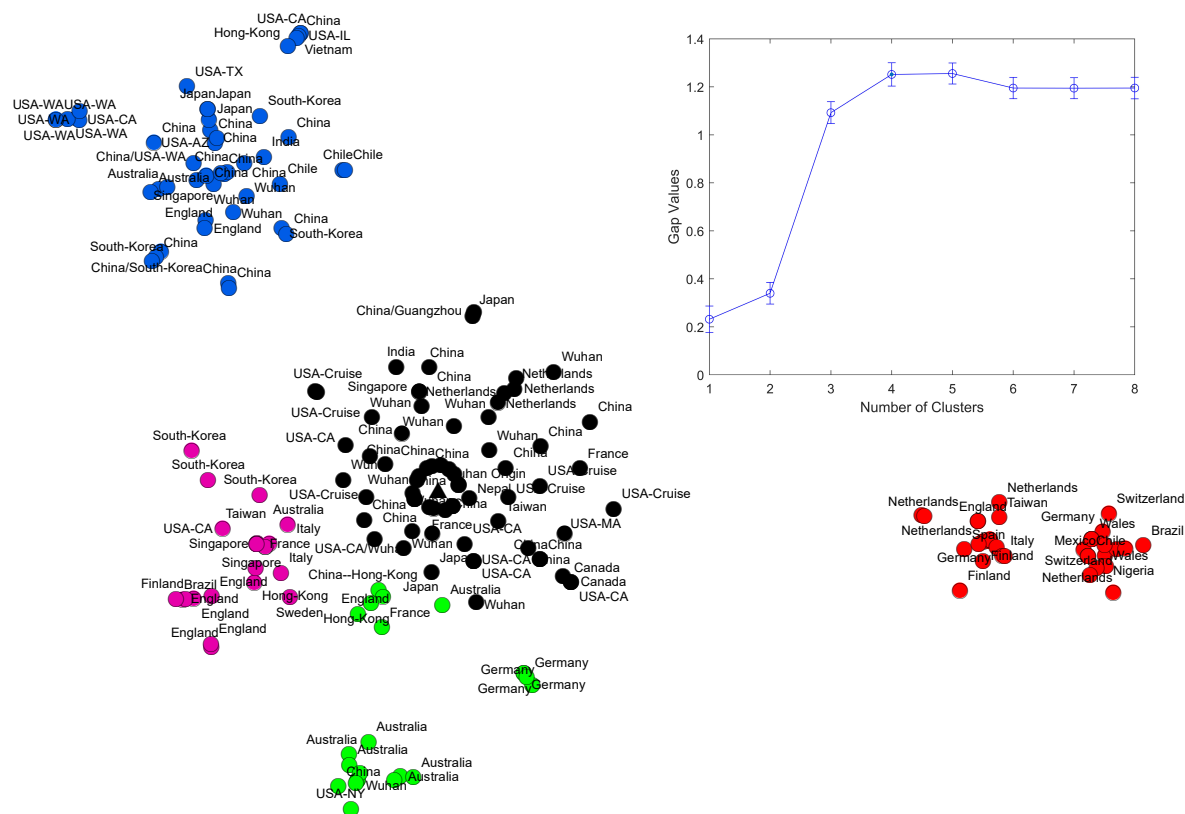 USA-CA
China
Hong-Kong
USA-IL
Vietnam
USA-TX
Japan
Japan
Japan
South-Korea
USA-WA
USA-WA
USA-WA
USA-CA
USA-WA
USA-WA
China
China
China
China
USA-AZ
India
China/USA-WA
China
China
Chile
Chile
Chile
Australia
Australia
China
China
Singapore
Wuhan
Wuhan
England
Wuhan
England
China
South-Korea
South-Korea
China
China/South-Korea
China
China
Japan
China/Guangzhou
India
China
Wuhan
USA-Cruise
China
Netherlands
Singapore
Netherlands
Netherlands
Wuhan
Wuhan
Netherlands
USA-Cruise
Wuhan
China
China
USA-CA
Wuhan
China
China
China
China
China
France
Wuhan
Wuhan
China
Wuhan Origin
USA-Cruise
USA-Cruise
Nepal
USA-Cruise
USA-Cruise
China
China
Taiwan
China
France
USA-CA
USA-MA
USA-CA/Wuhan
Wuhan
Japan
USA-CA
China
China
China
USA-CA
Canada
Canada
USA-CA
Japan
Wuhan
South-Korea
South-Korea
South-Korea
Taiwan
Australia
USA-CA
Italy
Singapore
France
Italy
Singapore
England
Finland
Brazil
England
Hong-Kong
England
Sweden
England
England
China--Hong-Kong
England
Hong-Kong
France
Australia
Germany
Germany
Germany
Germany
Australia
Australia
Australia
Australia
China
Australia
Wuhan
USA-NY
1.4
1.2
1
0.8
0.6
0.4
0.2
0
Gap Values
1 2 3 4 5 6 7 8
Number of Clusters
Netherlands
Netherlands
England
Taiwan
Netherlands
Spain
Italy
Germany
Finland
Finland
Switzerland
Germany
Wales
Brazil
Mexico
Chile
Switzerland
Wales
Netherlands
Nigeria